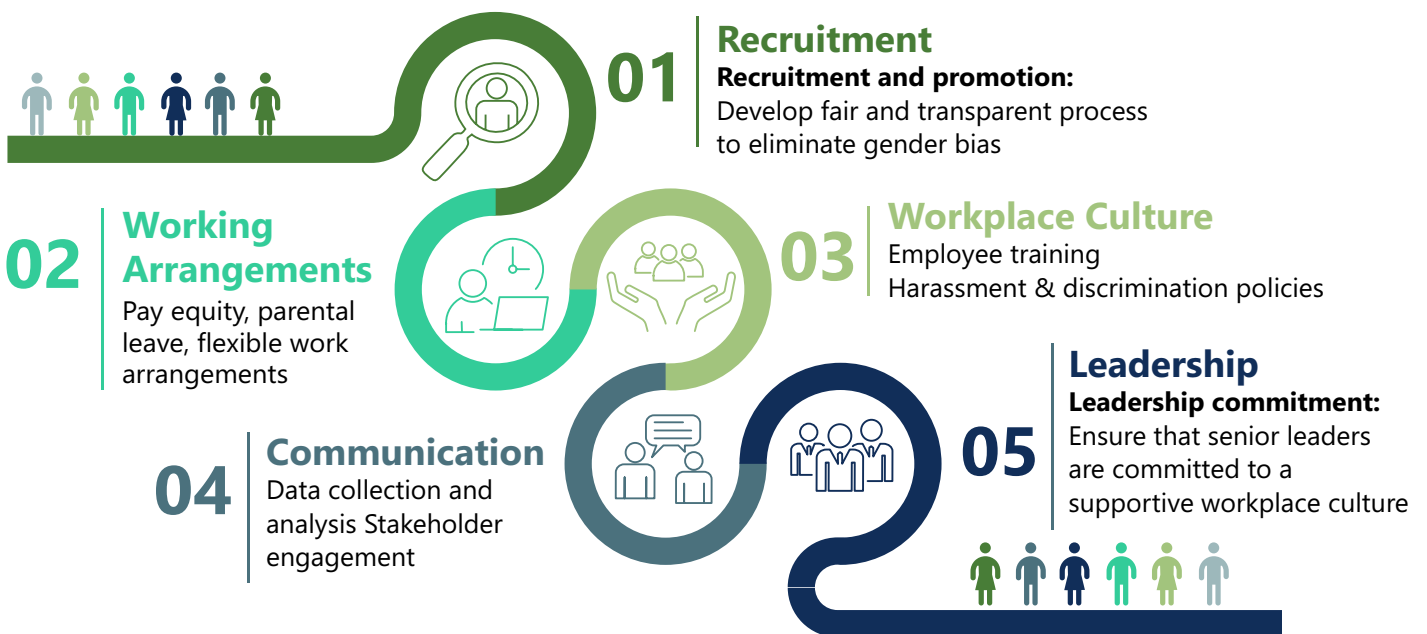 01
Recruitment
Recruitment and promotion:
Develop fair and transparent process
to eliminate gender bias
02
Working
Arrangements
Pay equity, parental
leave, flexible work
arrangements
03
Workplace Culture
Employee training
Harassment & discrimination policies
04
Communication
Data collection and
analysis Stakeholder
engagement
05
Leadership
Leadership commitment:
Ensure that senior leaders
are committed to a
supportive workplace culture